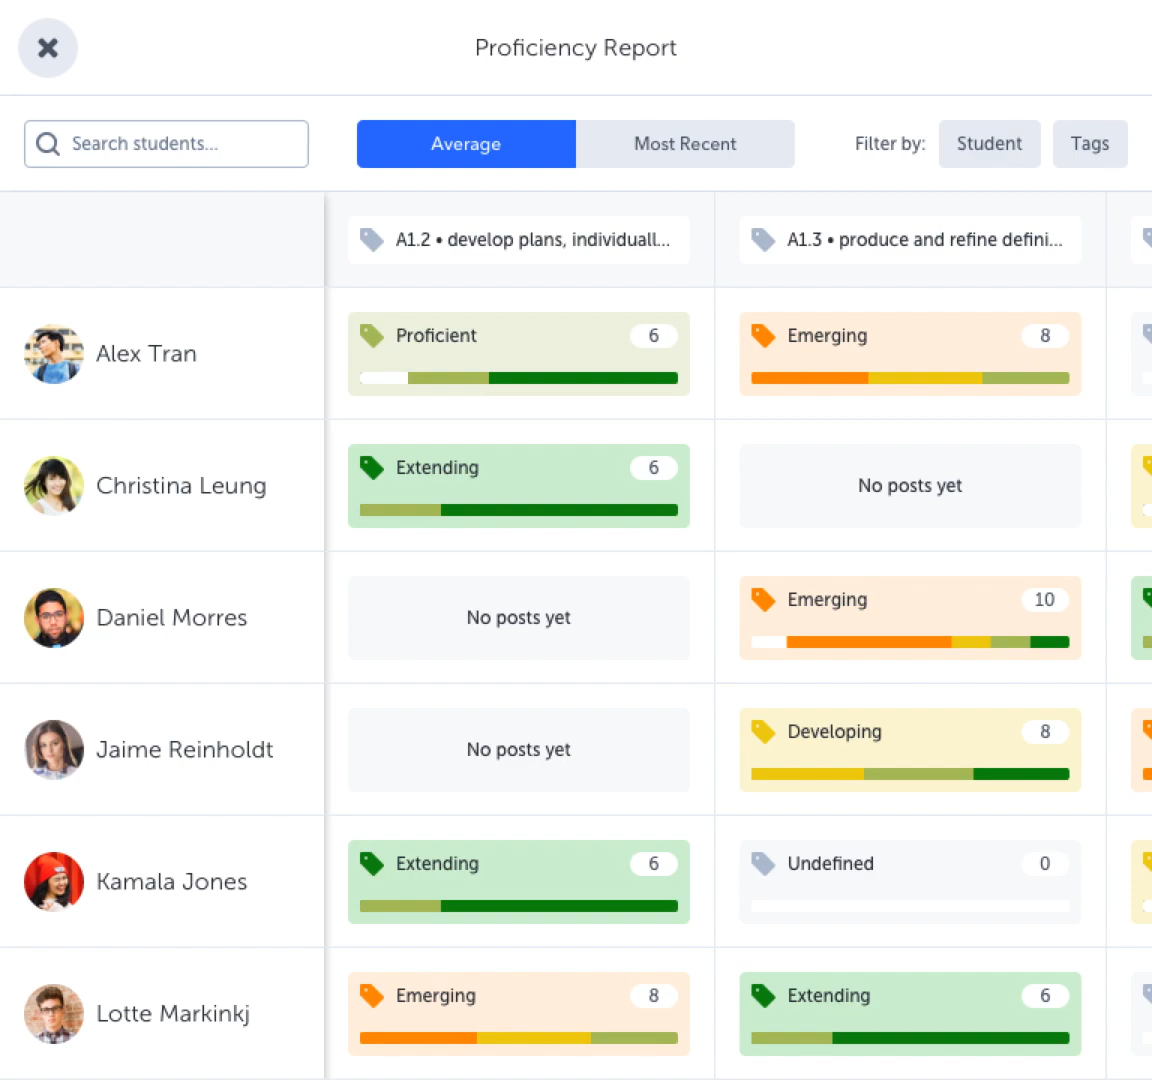 Proficiency Report
Search students...
Average
Most Recent
Filter by:
Student
Tags
A1.2 • develop plans, individuall...
A1.3 • produce and refine defini...
Alex Tran
Proficient 6
Emerging 8
Christina Leung
Extending 6
No posts yet
Daniel Morres
No posts yet
Emerging 10
Jaime Reinholdt
No posts yet
Developing 8
Kamala Jones
Extending 6
Undefined 0
Lotte Markinkj
Emerging 8
Extending 6